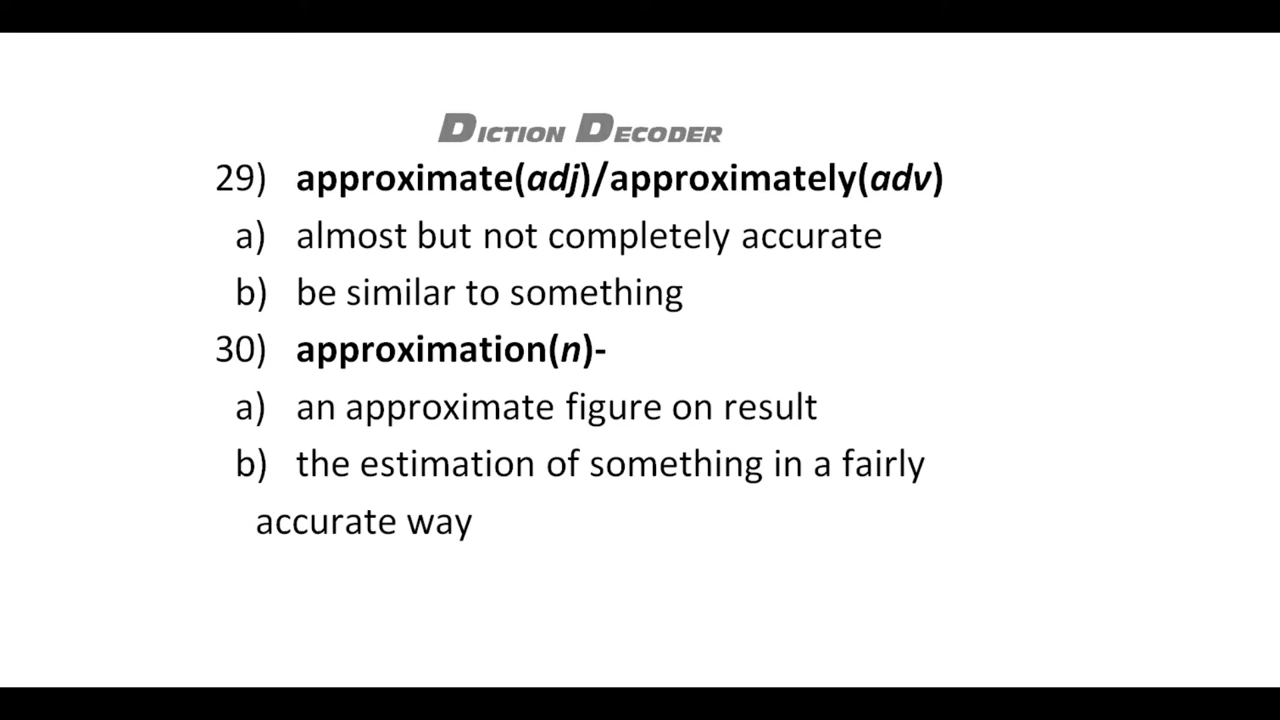 DICTION DECODER
29) approximate(adj)/approximately(adv)
a) almost but not completely accurate
b) be similar to something
30) approximation(n)-
a) an approximate figure on result
b) the estimation of something in a fairly
accurate way